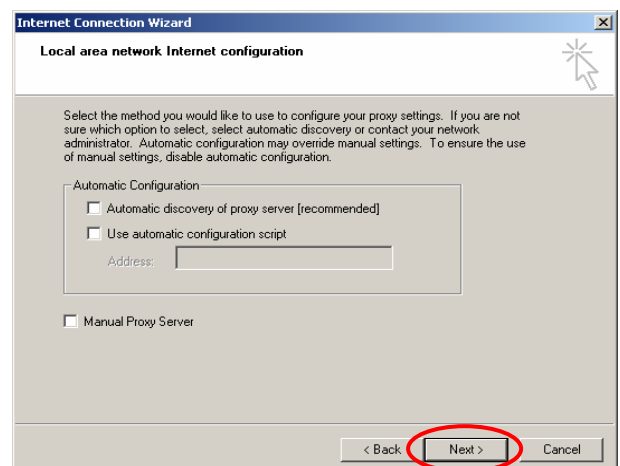 Internet Connection Wizard
Local area network Internet configuration
Select the method you would like to use to configure your proxy settings. If you are not
sure which option to select, select automatic discovery or contact your network
administrator. Automatic configuration may override manual settings. To ensure the use
of manual settings, disable automatic configuration.
Automatic Configuration
Automatic discovery of proxy server [recommended]
Use automatic configuration script
Address:
Manual Proxy Server
< Back Next > Cancel